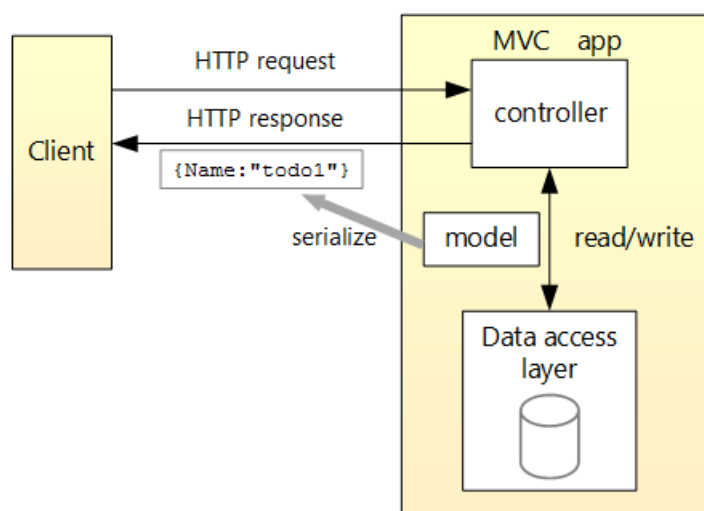 MVC app
HTTP request
controller
HTTP response
Client
{Name:"todo1"}
serialize
model
read/write
Data access
layer